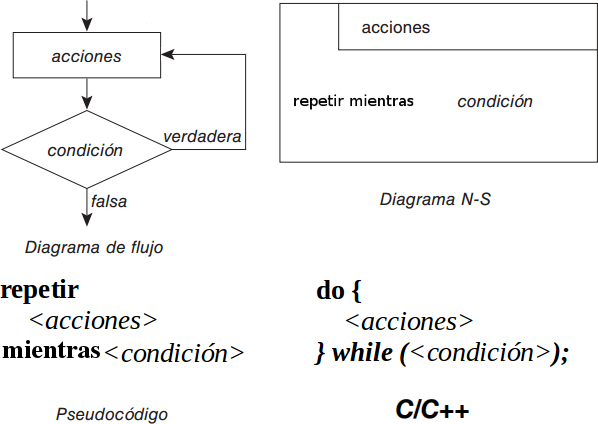 acciones
condición
verdadera
falsa
Diagrama de flujo
acciones
repetir mientras condición
Diagrama N-S
repetir
<acciones>
mientras <condición>
Pseudocódigo
do {
<acciones>
} while (<condición>);
C/C++